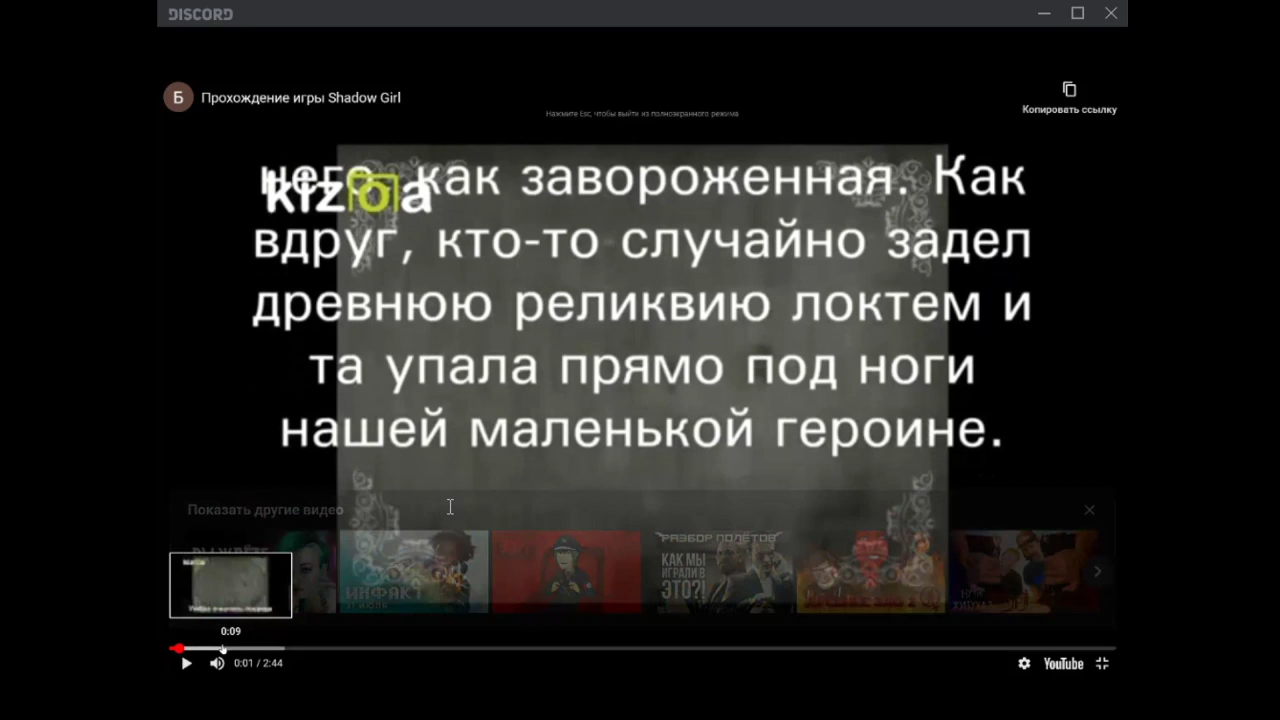 DISCORD
Б
Прохождение игры Shadow Girl
Копировать ссылку
Нажмите Esc, чтобы выйти из полноэкранного режима
него, как завороженная. Как
kizoa
вдруг, кто-то случайно задел
древнюю реликвию локтем и
та упала прямо под ноги
нашей маленькой героине.
Показать другие видео
РАЗБОР ПОЛЁТОВ
КАК МЫ
ИГРАЛИ В
ЭТО?!
ИНФАКТ
0:09
0:01 / 2:44
YouTube